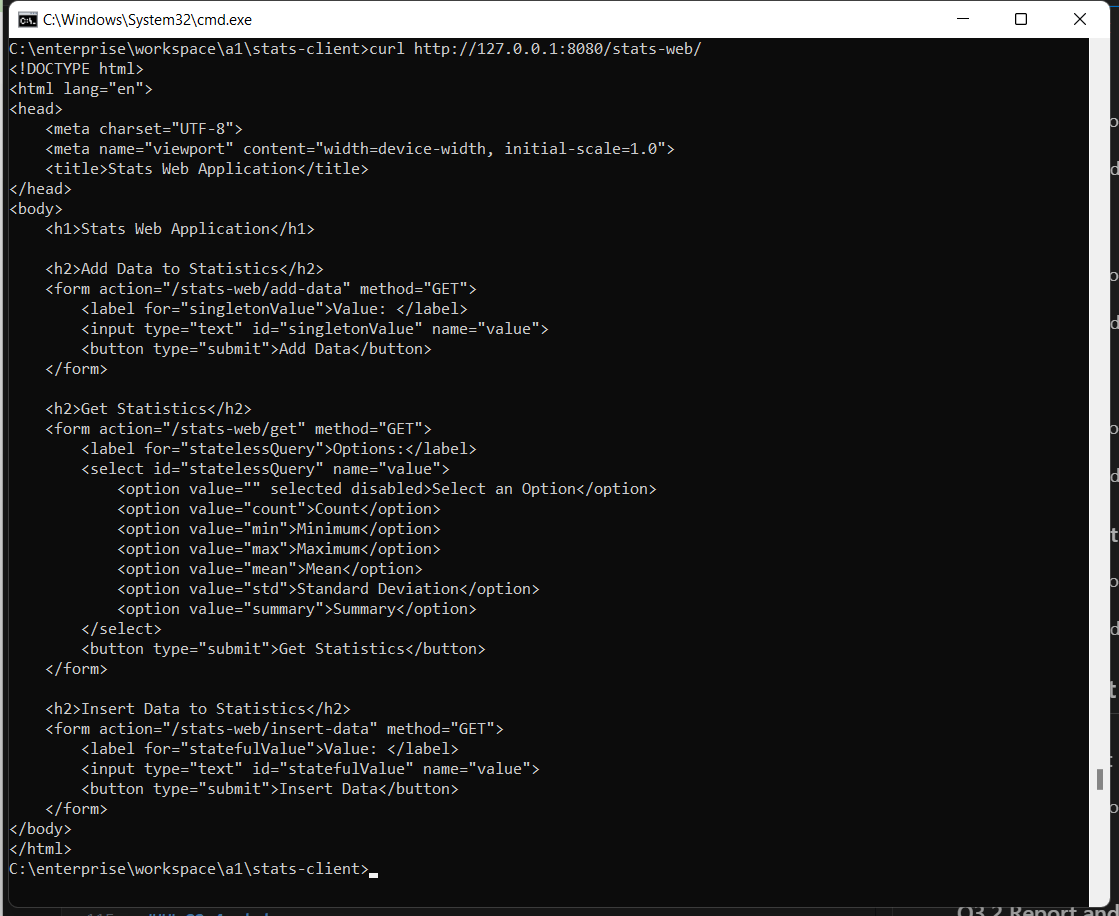 C:\Windows\System32\cmd.exe
C:\enterprise\workspace\a1\stats-client>curl http://127.0.0.1:8080/stats-web/
<!DOCTYPE html>
<html lang="en">
<head>
    <meta charset="UTF-8">
    <meta name="viewport" content="width=device-width, initial-scale=1.0">
    <title>Stats Web Application</title>
</head>
<body>
    <h1>Stats Web Application</h1>

    <h2>Add Data to Statistics</h2>
    <form action="/stats-web/add-data" method="GET">
        <label for="singletonValue">Value: </label>
        <input type="text" id="singletonValue" name="value">
        <button type="submit">Add Data</button>
    </form>

    <h2>Get Statistics</h2>
    <form action="/stats-web/get" method="GET">
        <label for="statelessQuery">Options:</label>
        <select id="statelessQuery" name="value">
            <option value="" selected disabled>Select an Option</option>
            <option value="count">Count</option>
            <option value="min">Minimum</option>
            <option value="max">Maximum</option>
            <option value="mean">Mean</option>
            <option value="std">Standard Deviation</option>
            <option value="summary">Summary</option>
        </select>
        <button type="submit">Get Statistics</button>
    </form>

    <h2>Insert Data to Statistics</h2>
    <form action="/stats-web/insert-data" method="GET">
        <label for="statefulValue">Value: </label>
        <input type="text" id="statefulValue" name="value">
        <button type="submit">Insert Data</button>
    </form>
</body>
</html>
C:\enterprise\workspace\a1\stats-client>
Q3.2 Report and